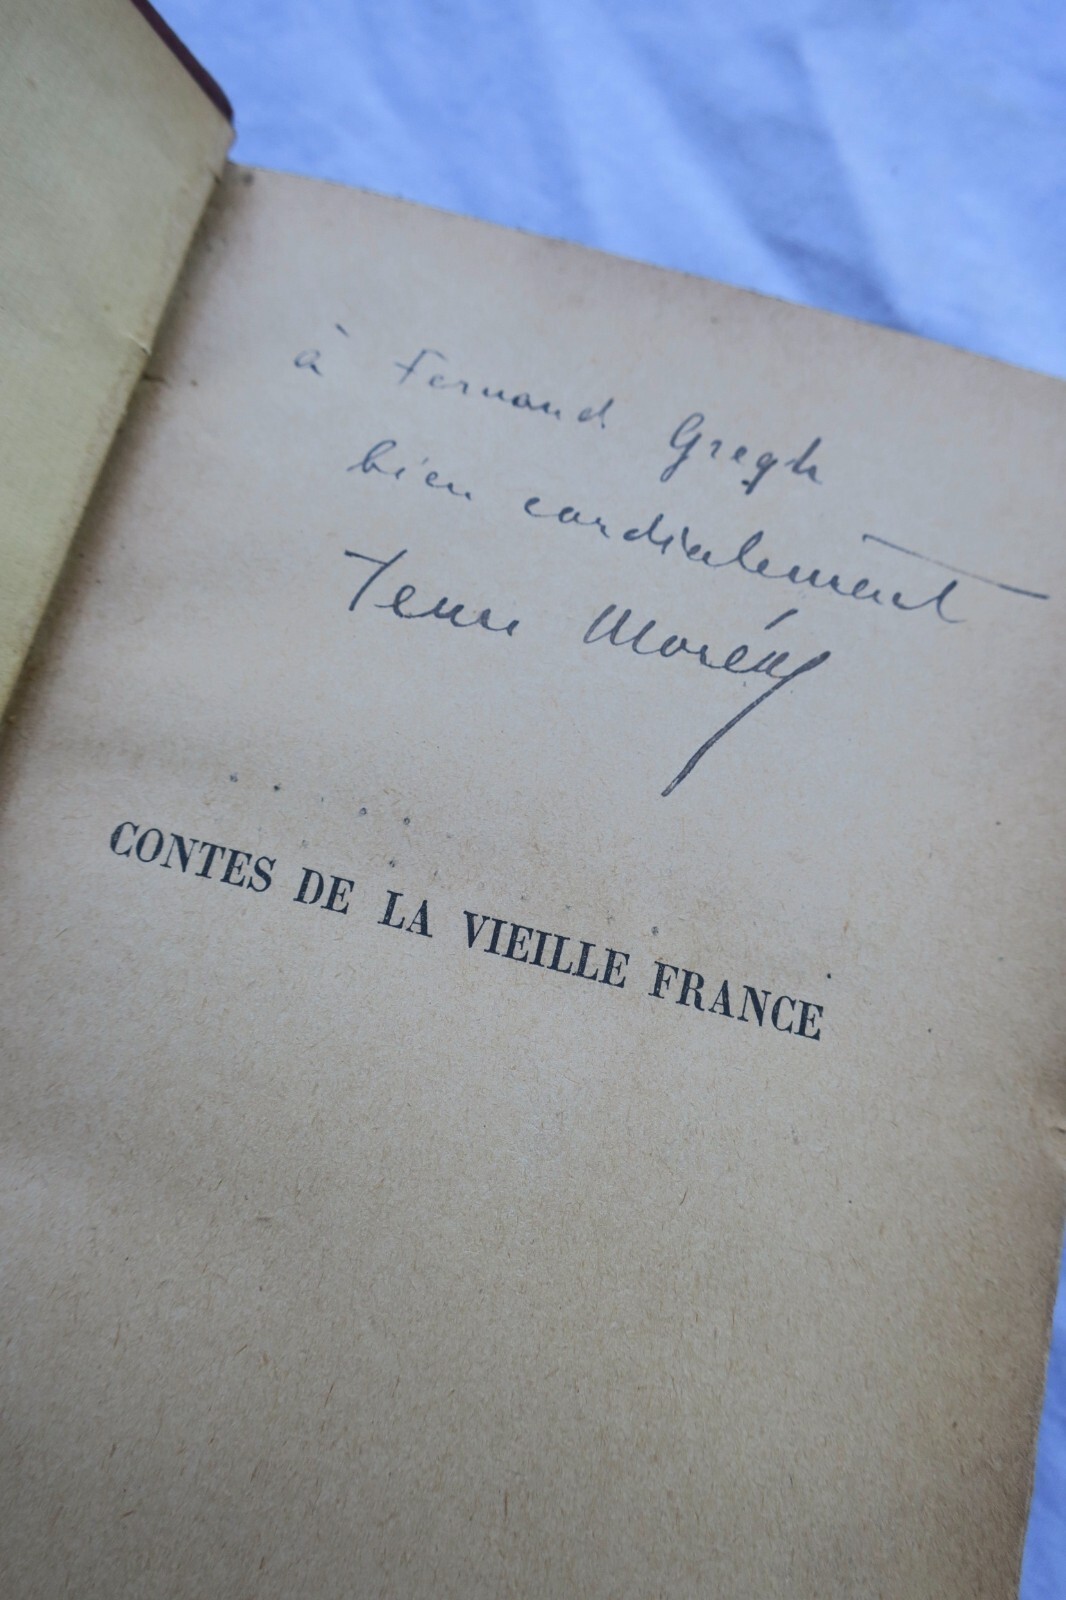 à Fernand Gregh
bien cordialement
Jean Moréas
CONTES DE LA VIEILLE FRANCE